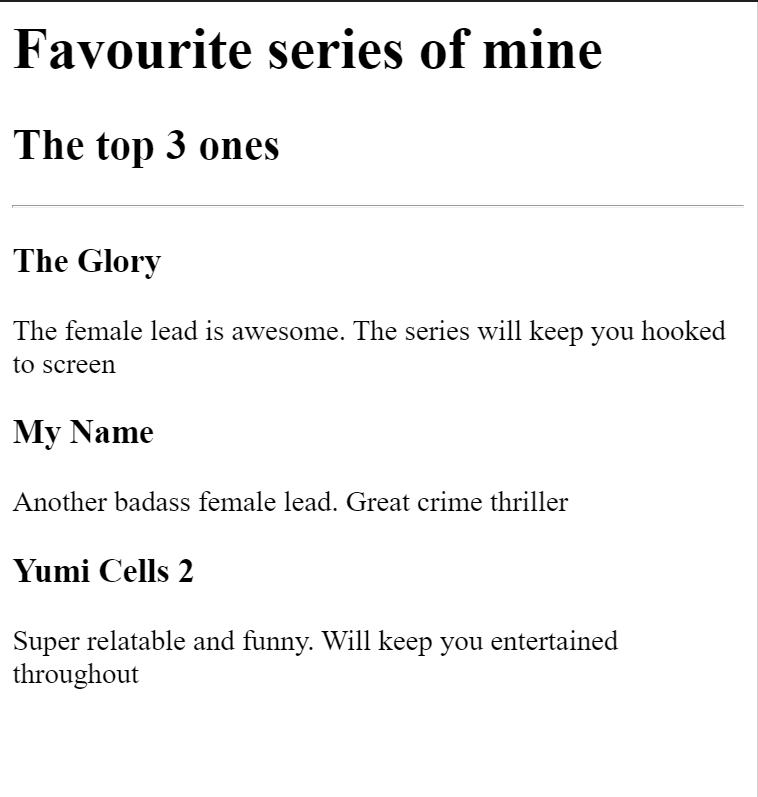 Favourite series of mine
The top 3 ones
The Glory
The female lead is awesome. The series will keep you hooked
to screen
My Name
Another badass female lead. Great crime thriller
Yumi Cells 2
Super relatable and funny. Will keep you entertained
throughout